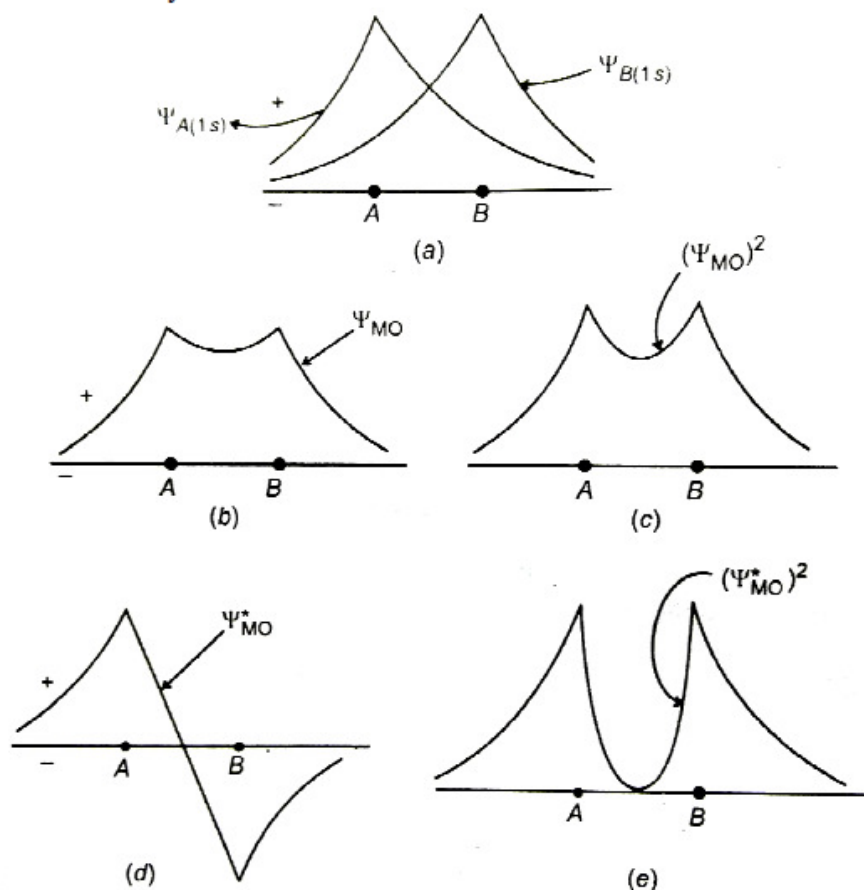 Ψ_A(1s)
+
Ψ_B(1s)
−
A
B
(a)
Ψ_MO
+
−
A
B
(b)
(Ψ_MO)²
A
B
(c)
Ψ*_MO
+
−
A
B
(d)
(Ψ*_MO)²
A
B
(e)